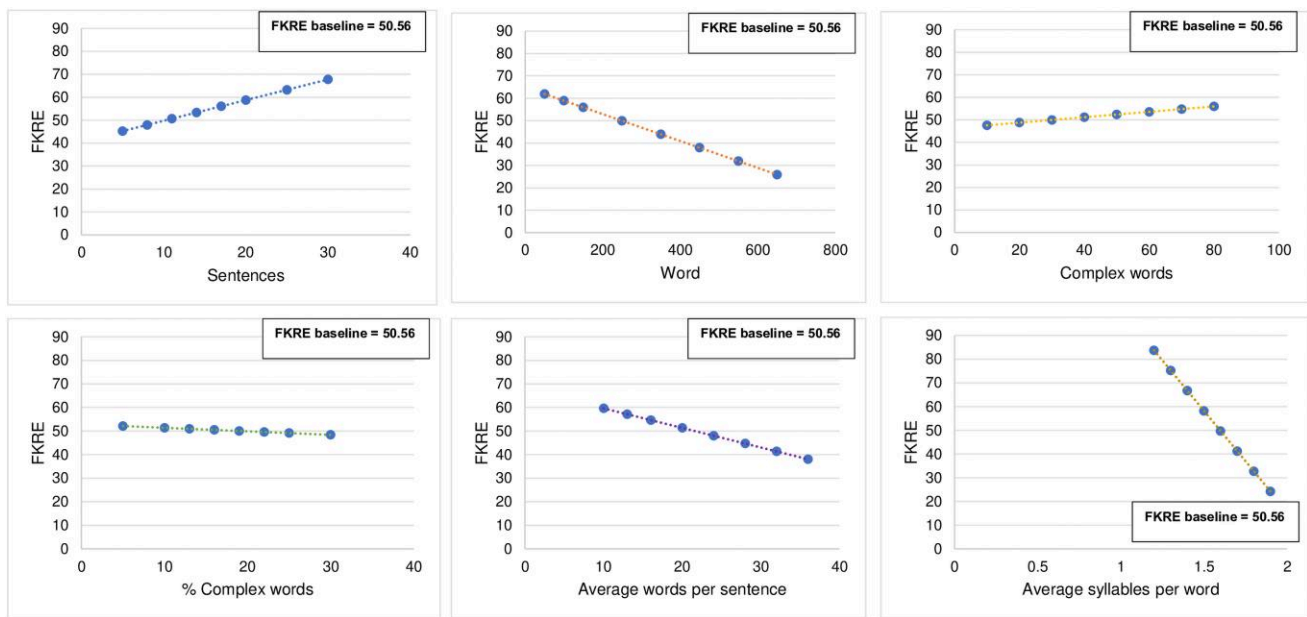 FKRE baseline = 50.56
90
80
70
60
50
40
30
20
10
0
FKRE
0 10 20 30 40
Sentences
FKRE baseline = 50.56
90
80
70
60
50
40
30
20
10
0
FKRE
0 200 400 600 800
Word
FKRE baseline = 50.56
90
80
70
60
50
40
30
20
10
0
FKRE
0 20 40 60 80 100
Complex words
FKRE baseline = 50.56
90
80
70
60
50
40
30
20
10
0
FKRE
0 10 20 30 40
% Complex words
FKRE baseline = 50.56
90
80
70
60
50
40
30
20
10
0
FKRE
0 10 20 30 40
Average words per sentence
90
80
70
60
50
40
30
20
10
0
FKRE
FKRE baseline = 50.56
0 0.5 1 1.5 2
Average syllables per word